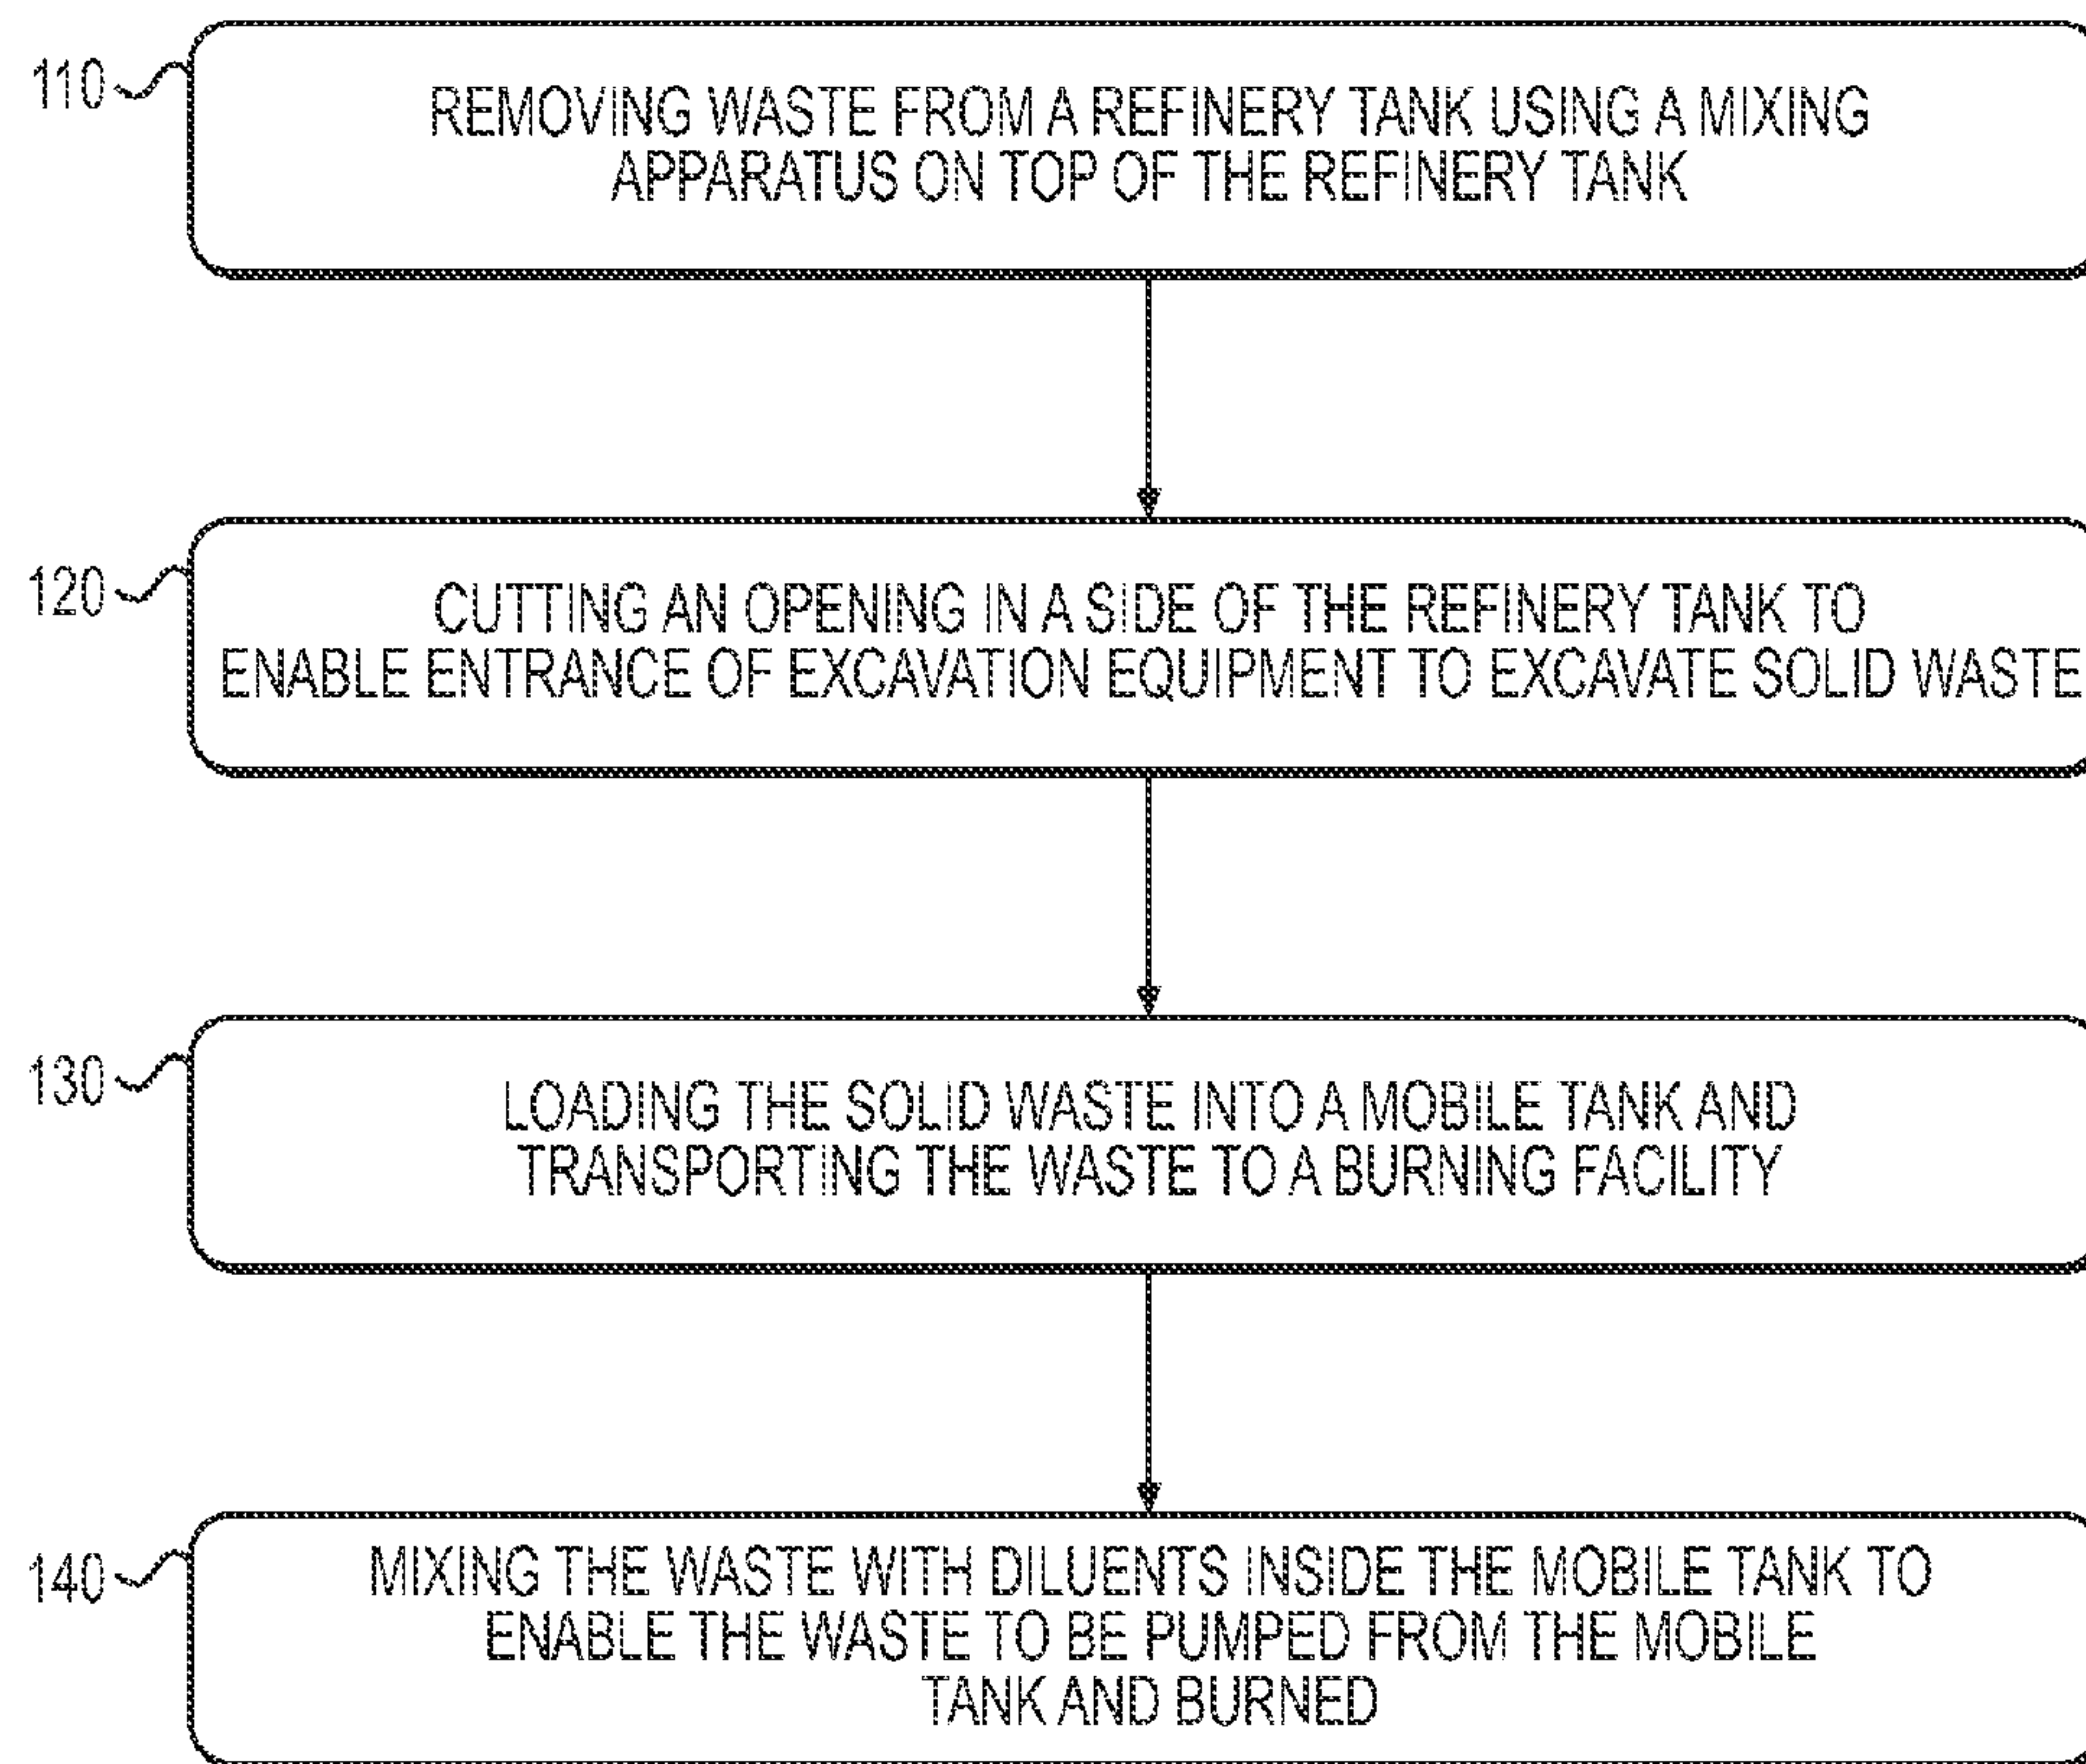 110
REMOVING WASTE FROM A REFINERY TANK USING A MIXING
APPARATUS ON TOP OF THE REFINERY TANK
120
CUTTING AN OPENING IN A SIDE OF THE REFINERY TANK TO
ENABLE ENTRANCE OF EXCAVATION EQUIPMENT TO EXCAVATE SOLID WASTE
130
LOADING THE SOLID WASTE INTO A MOBILE TANK AND
TRANSPORTING THE WASTE TO A BURNING FACILITY
140
MIXING THE WASTE WITH DILUENTS INSIDE THE MOBILE TANK TO
ENABLE THE WASTE TO BE PUMPED FROM THE MOBILE
TANK AND BURNED